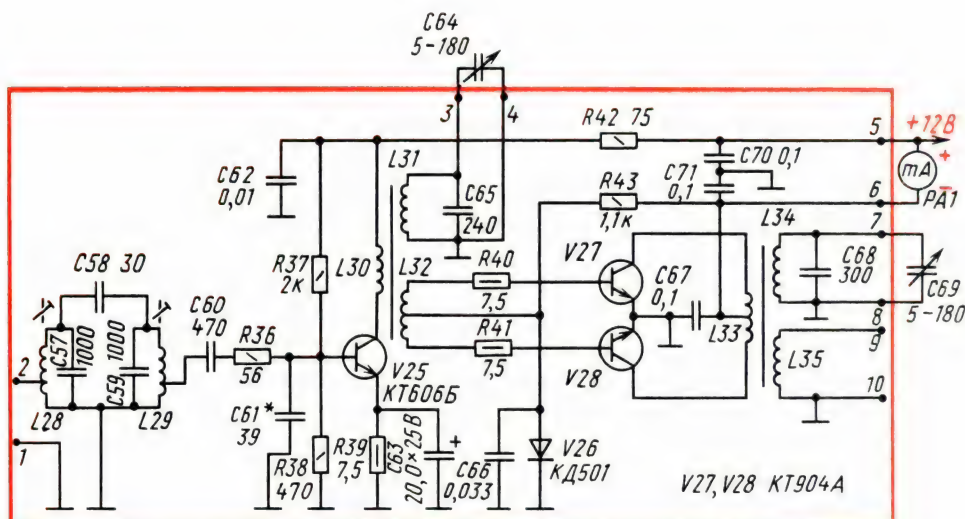 C64
5-180
3
4
R42 75
5
+12В
+
mA
–
PA1
C70 0,1
C71
0,1
R43
1,1к
6
7
L31
C62
0,01
C65
240
L34
C68
300
C69
5-180
8
9
10
V27
C67
0,1
L33
L35
V28
R37
2к
L30
L32
R40
7,5
R41
7,5
C58 30
C57
1000
1000
C59
C60
470
R36
56
2
L28
L29
1
V25
КТ606Б
C61*
39
R38
470
R39
7,5
C63
20,0×25В
+
C66
0,033
V26
КД501
V27, V28 КТ904А